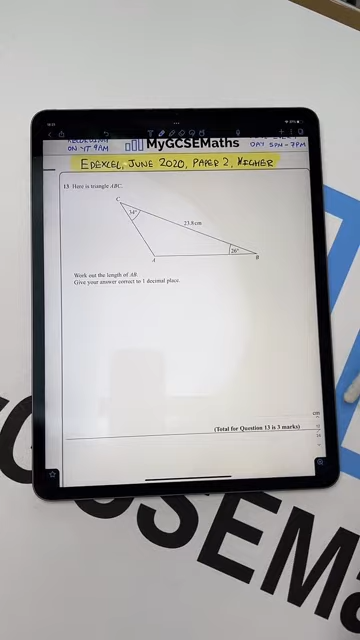 ON YT 9AM
MyGCSEMaths
DAY 5PM-7PM
EDEXCEL, JUNE 2020, PAPER 2, HIGHER
13 Here is triangle ABC.
C
34°
23.8 cm
26°
A
B
Work out the length of AB.
Give your answer correct to 1 decimal place.
cm
(Total for Question 13 is 3 marks)
GCSEMa